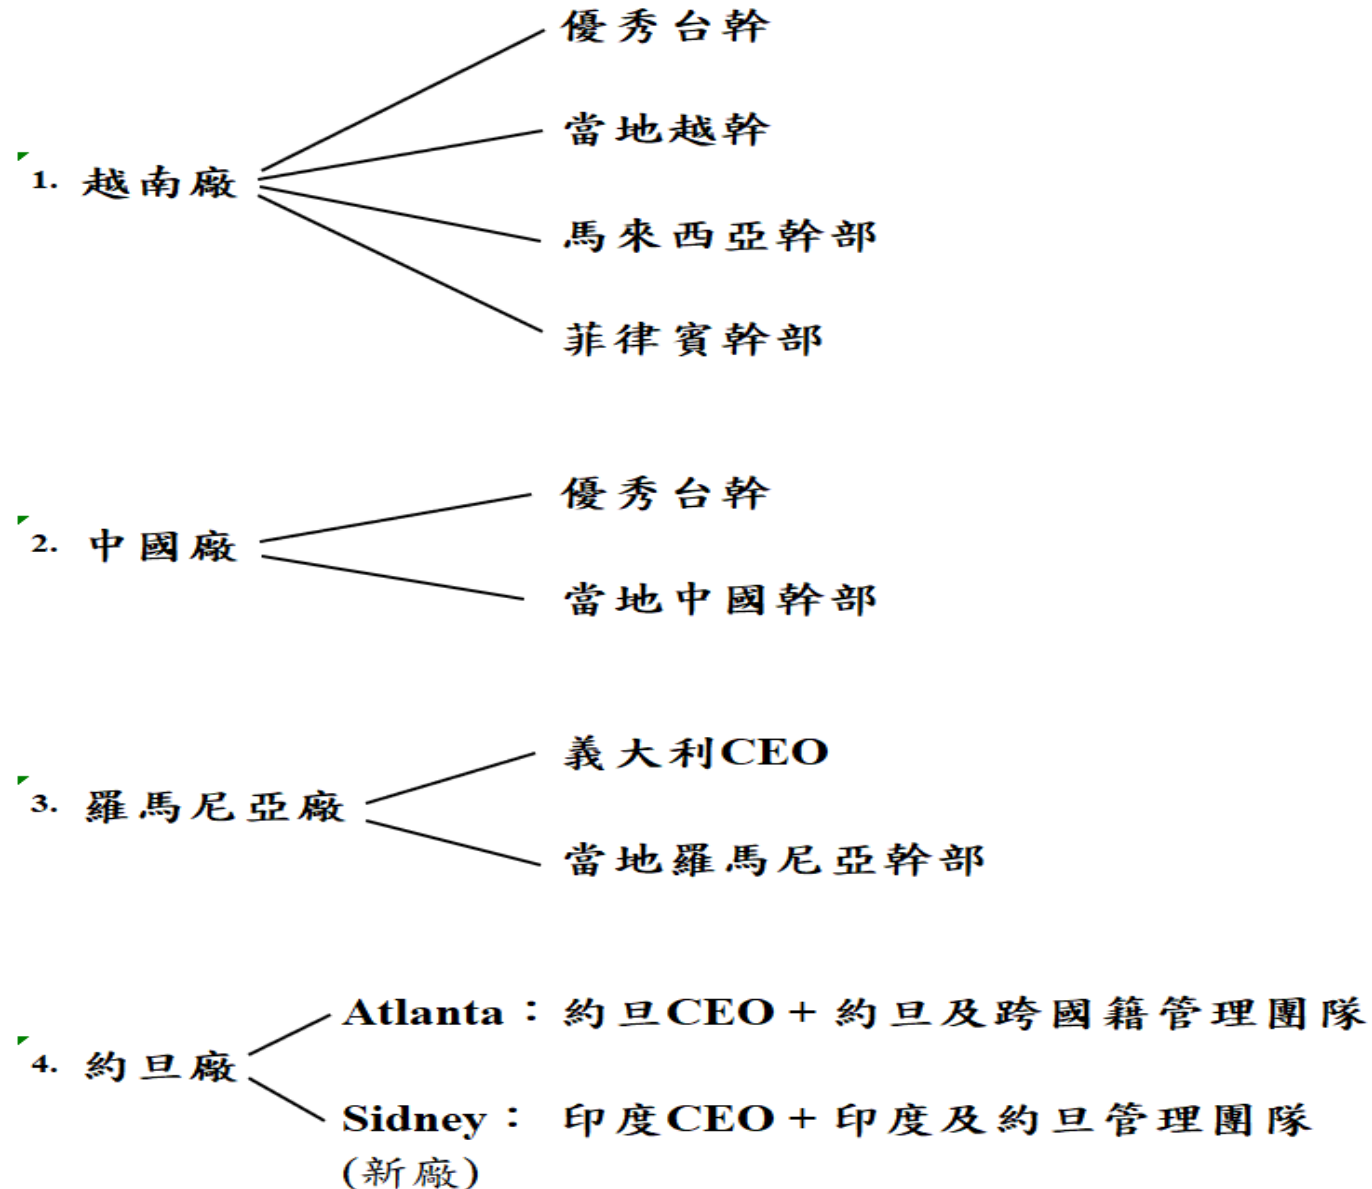 1. 越南廠
優秀台幹
當地越幹
馬來西亞幹部
菲律賓幹部
2. 中國廠
優秀台幹
當地中國幹部
3. 羅馬尼亞廠
義大利CEO
當地羅馬尼亞幹部
4. 約旦廠
Atlanta：約旦CEO + 約旦及跨國籍管理團隊
Sidney： 印度CEO + 印度及約旦管理團隊
(新廠)